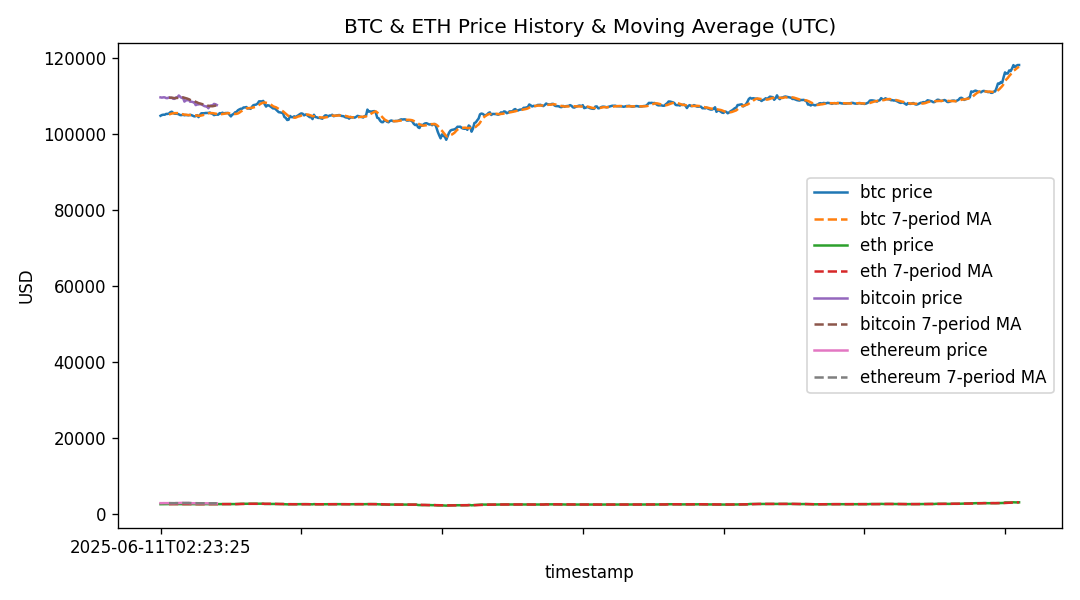 BTC & ETH Price History & Moving Average (UTC)
120000
100000
80000
60000
40000
20000
0
USD
btc price
btc 7-period MA
eth price
eth 7-period MA
bitcoin price
bitcoin 7-period MA
ethereum price
ethereum 7-period MA
2025-06-11T02:23:25
timestamp